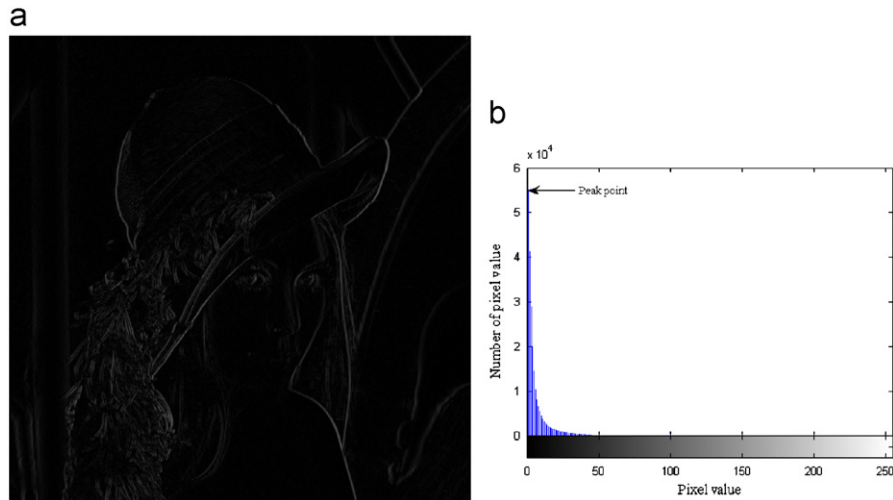 a
b
x 10^4
6
Peak point
5
4
3
2
1
0
Number of pixel value
0 50 100 150 200 250
Pixel value